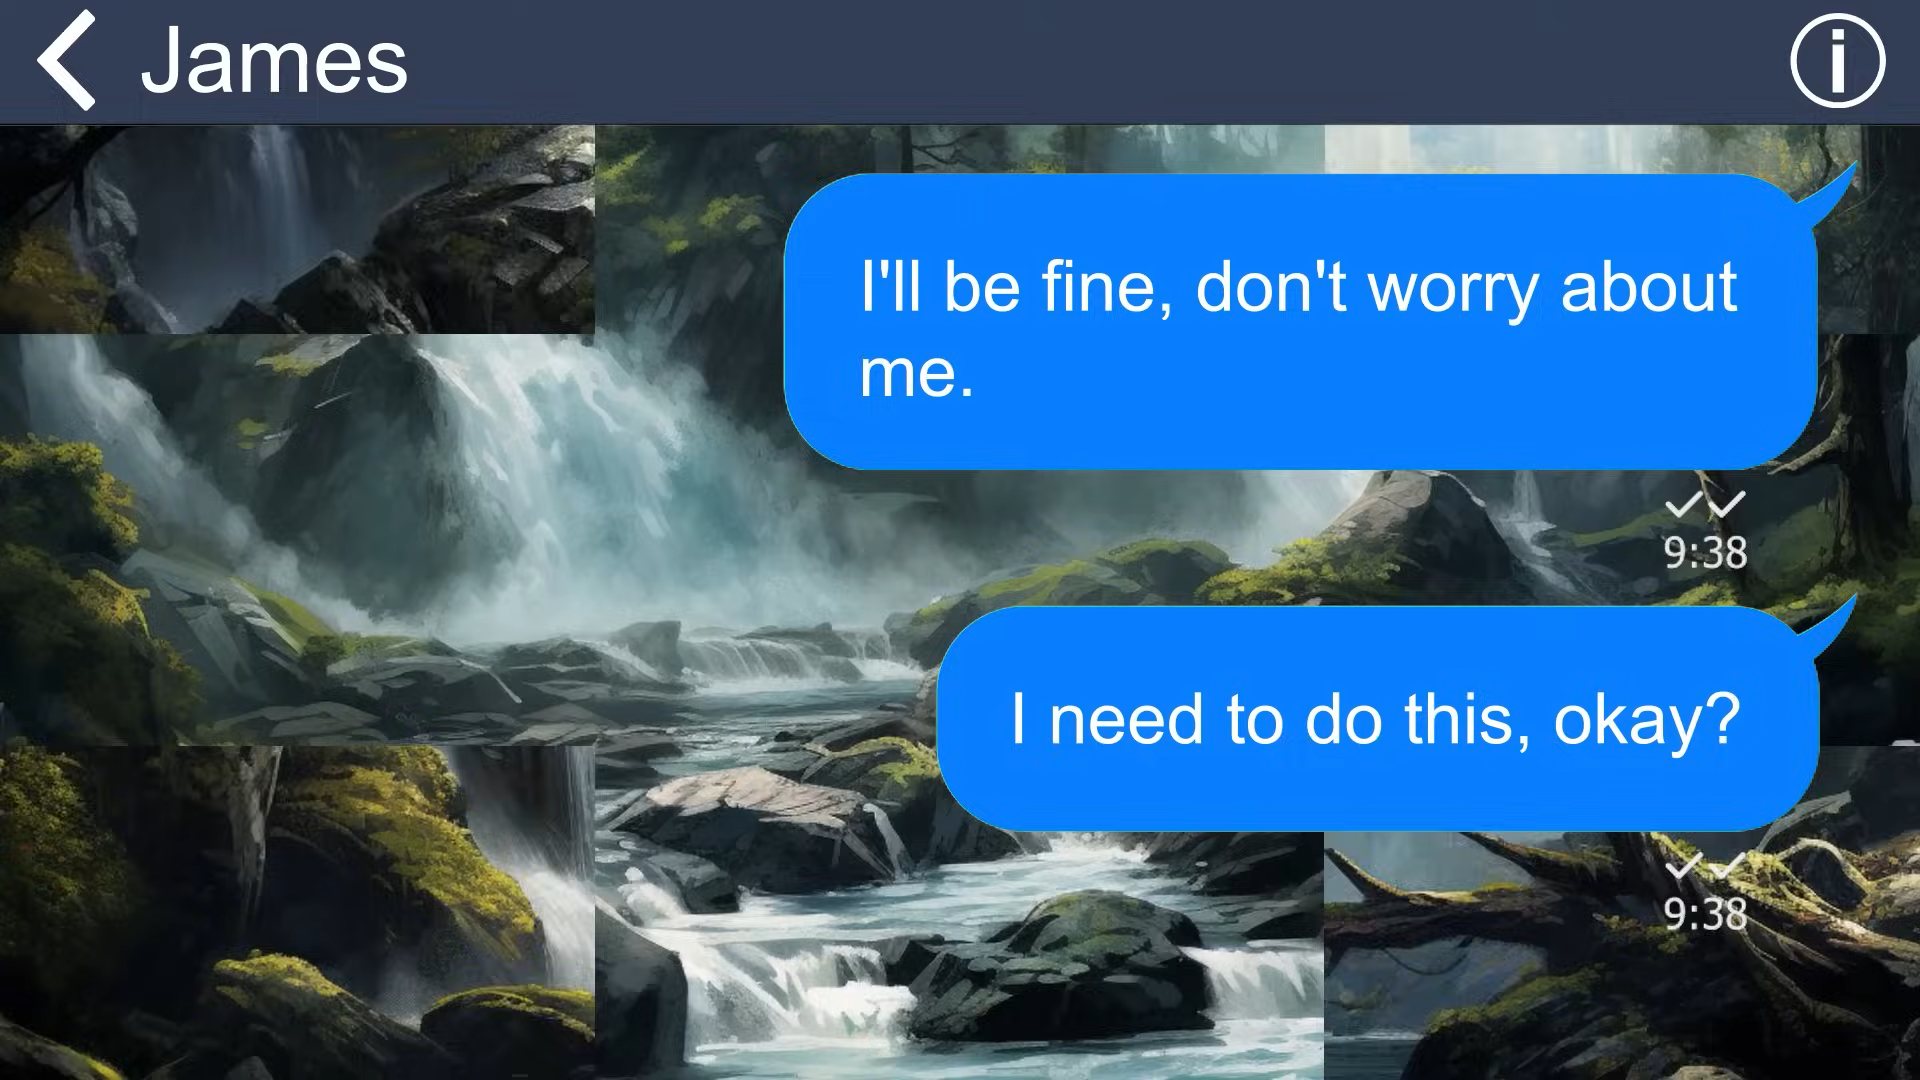 James
I'll be fine, don't worry about
me.
9:38
I need to do this, okay?
9:38